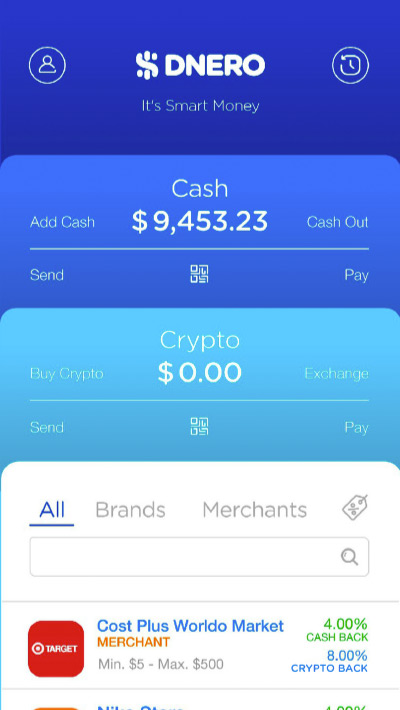 DNERO
It's Smart Money
Cash
Add Cash $9,453.23 Cash Out
Send Pay
Crypto
Buy Crypto $0.00 Exchange
Send Pay
All Brands Merchants
Cost Plus Worldo Market 4.00%
MERCHANT CASH BACK
TARGET
Min. $5 - Max. $500 8.00%
CRYPTO BACK